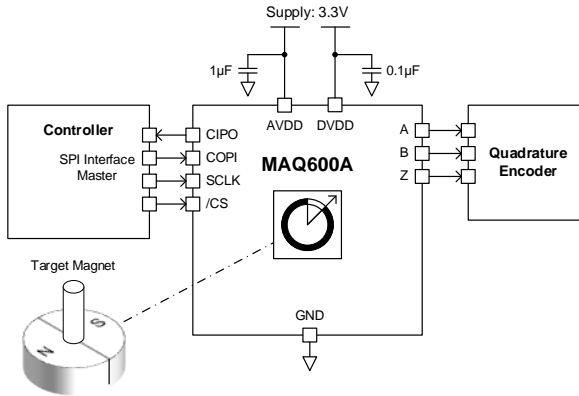 Supply: 3.3V
1µF
0.1µF
AVDD
DVDD
Controller
SPI Interface
Master
CIPO
COPI
SCLK
/CS
MAQ600A
A
B
Z
Quadrature
Encoder
Target Magnet
S
N
GND